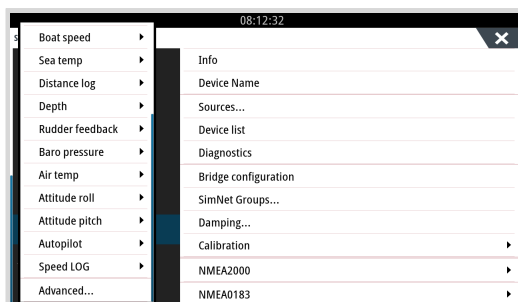 08:12:32
Boat speed
Sea temp
Distance log
Depth
Rudder feedback
Baro pressure
Air temp
Attitude roll
Attitude pitch
Autopilot
Speed LOG
Advanced...
Info
Device Name
Sources...
Device list
Diagnostics
Bridge configuration
SimNet Groups...
Damping...
Calibration
NMEA2000
NMEA0183